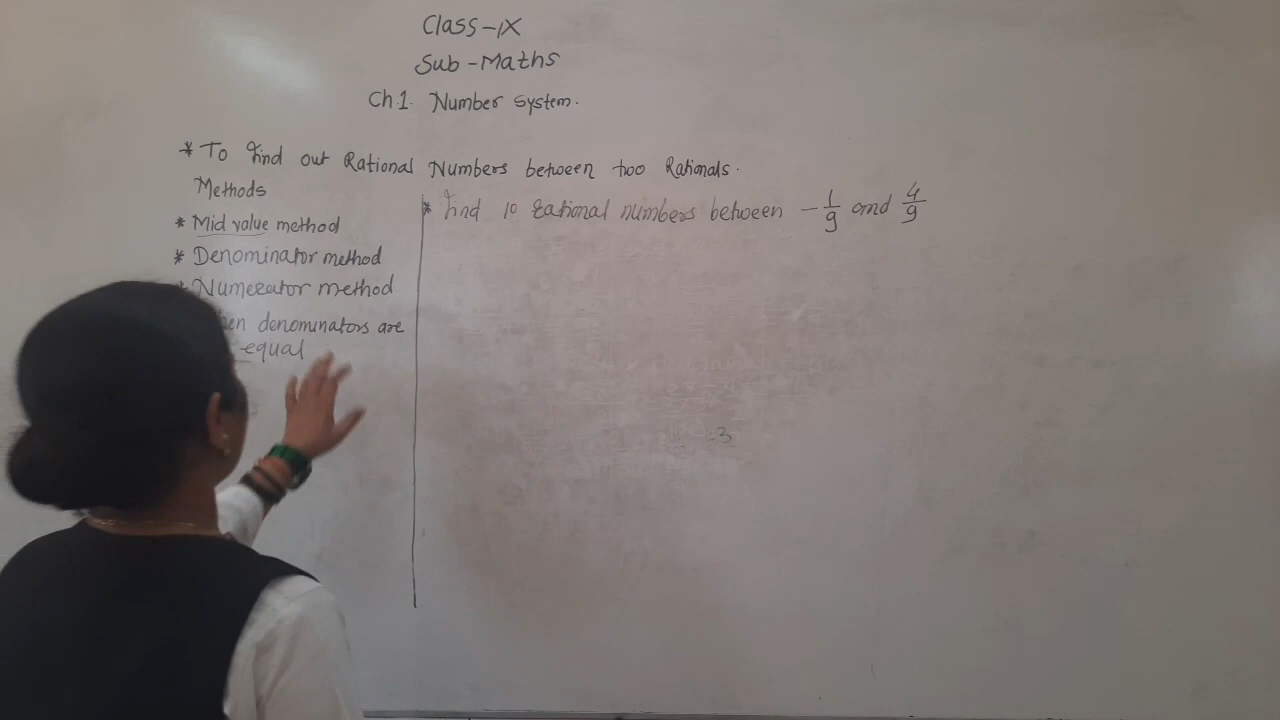 Class-IX
Sub-Maths
Ch.1. Number System.
* To find out Rational Numbers between two Rationals.
Methods
* Mid value method
* Denominator method
* Numerator method
denominators are
equal
* find 10 rational numbers between -1/9 and 4/9